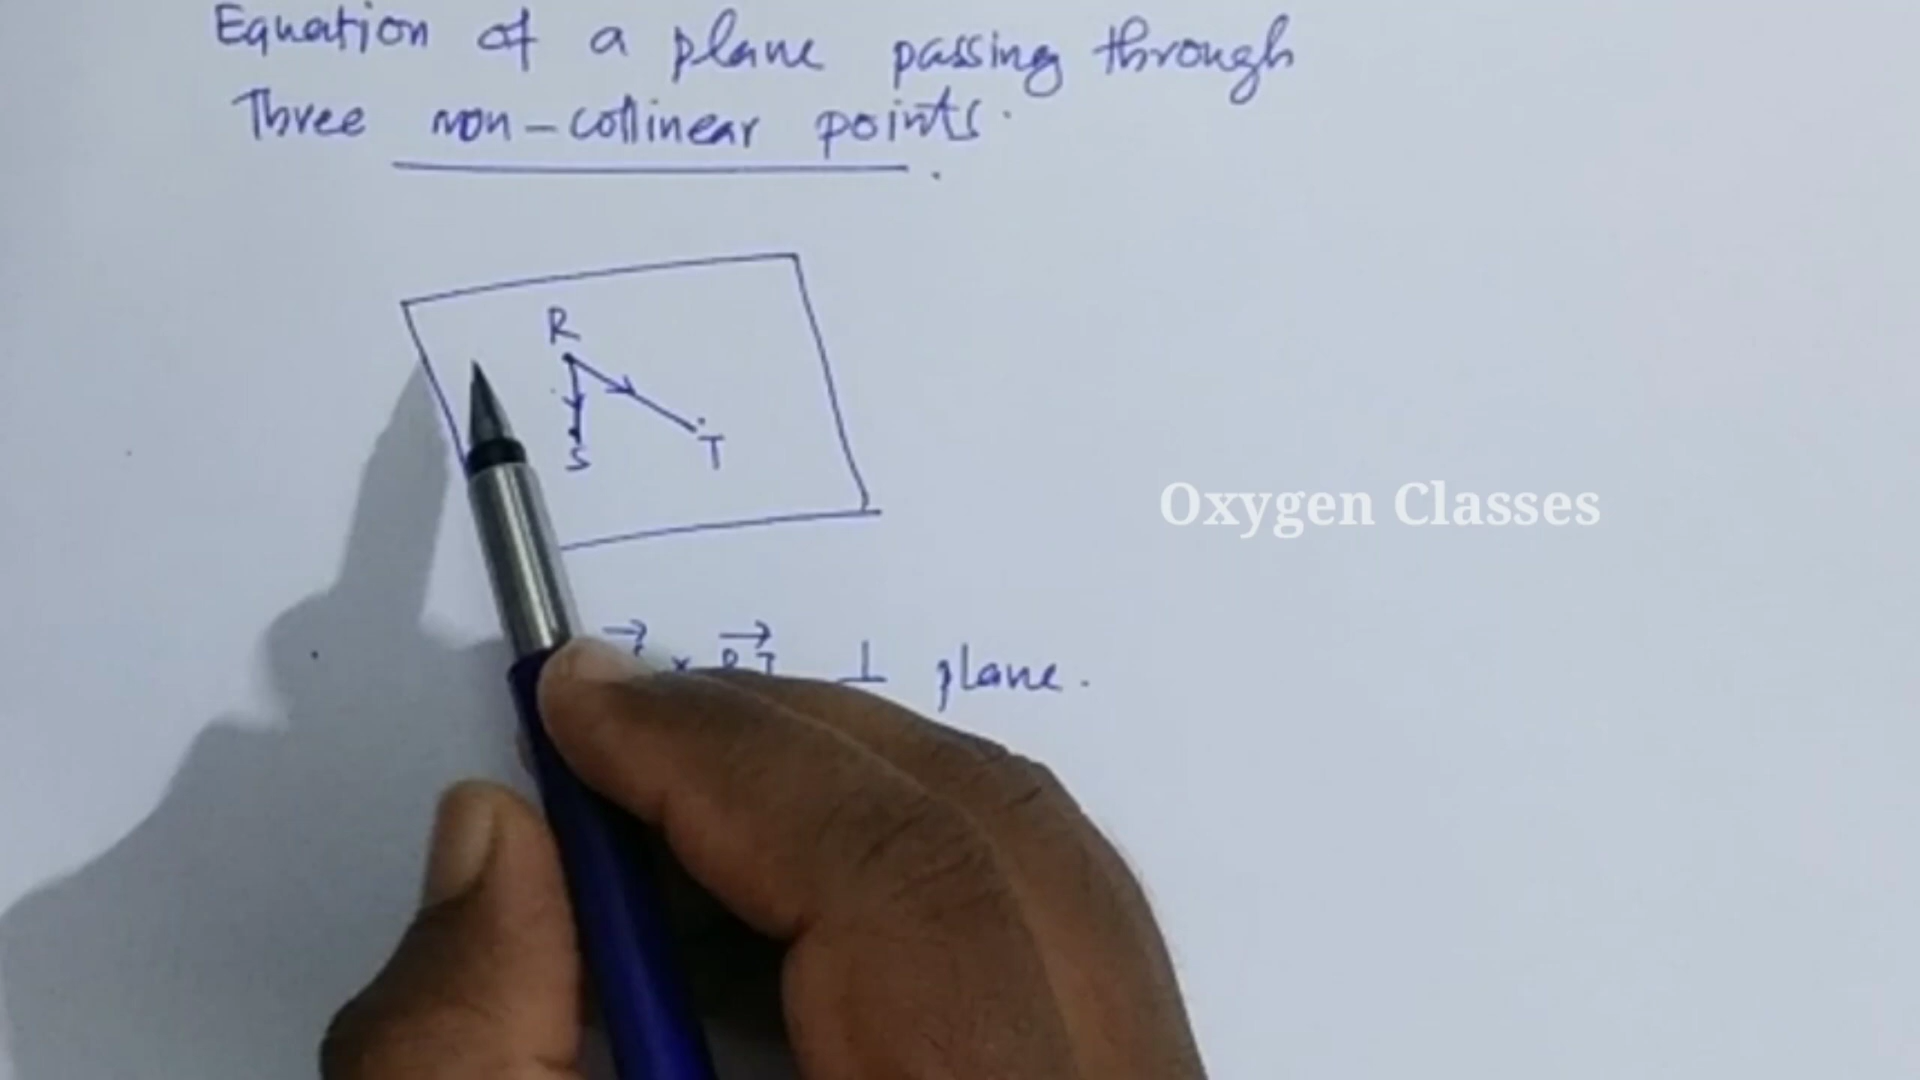 Equation of a plane passing through
Three non-collinear points.
R
S
T
Oxygen Classes
× ⊥ plane.